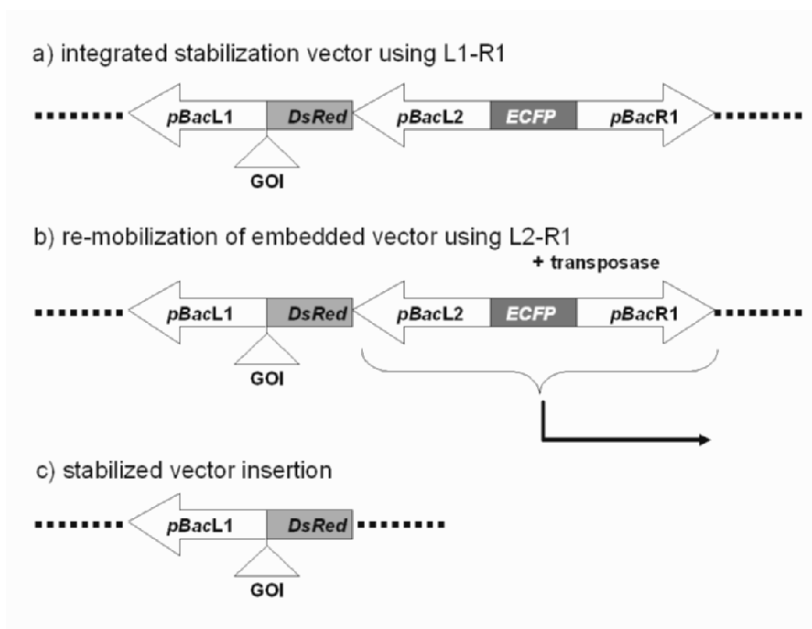 a) integrated stabilization vector using L1-R1
pBacL1 DsRed pBacL2 ECFP pBacR1
GOI
b) re-mobilization of embedded vector using L2-R1
+ transposase
pBacL1 DsRed pBacL2 ECFP pBacR1
GOI
c) stabilized vector insertion
pBacL1 DsRed
GOI